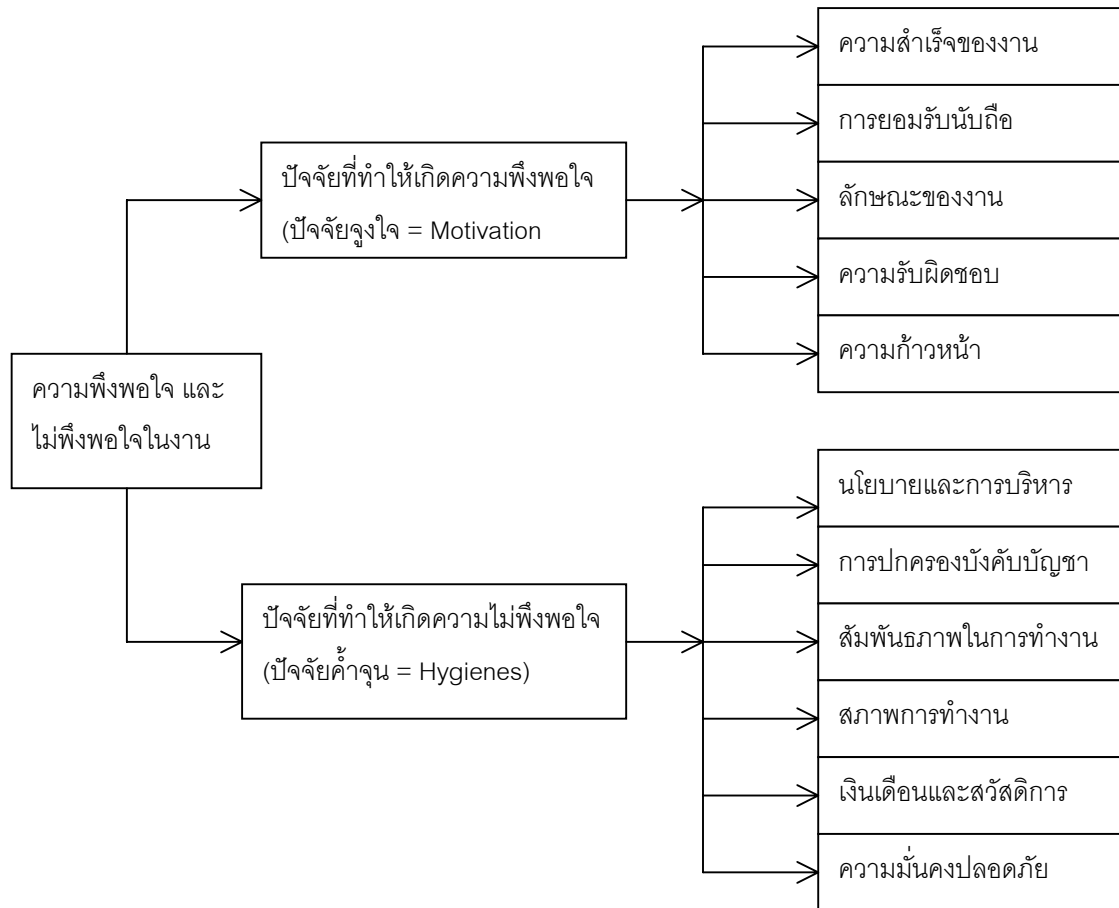 ความพึงพอใจ และ
ไม่พึงพอใจในงาน
ปัจจัยที่ทำให้เกิดความพึงพอใจ
(ปัจจัยจูงใจ = Motivation
ความสำเร็จของงาน
การยอมรับนับถือ
ลักษณะของงาน
ความรับผิดชอบ
ความก้าวหน้า
ปัจจัยที่ทำให้เกิดความไม่พึงพอใจ
(ปัจจัยค้ำจุน = Hygienes)
นโยบายและการบริหาร
การปกครองบังคับบัญชา
สัมพันธภาพในการทำงาน
สภาพการทำงาน
เงินเดือนและสวัสดิการ
ความมั่นคงปลอดภัย